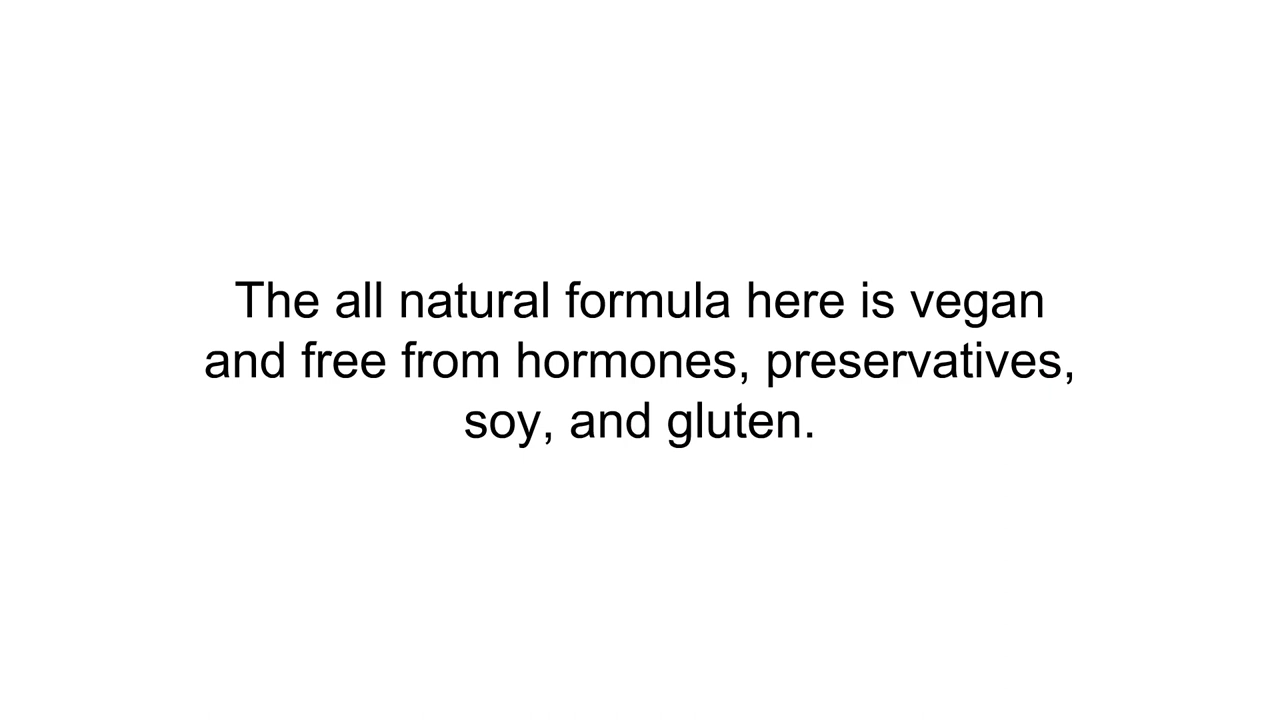 The all natural formula here is vegan
and free from hormones, preservatives,
soy, and gluten.